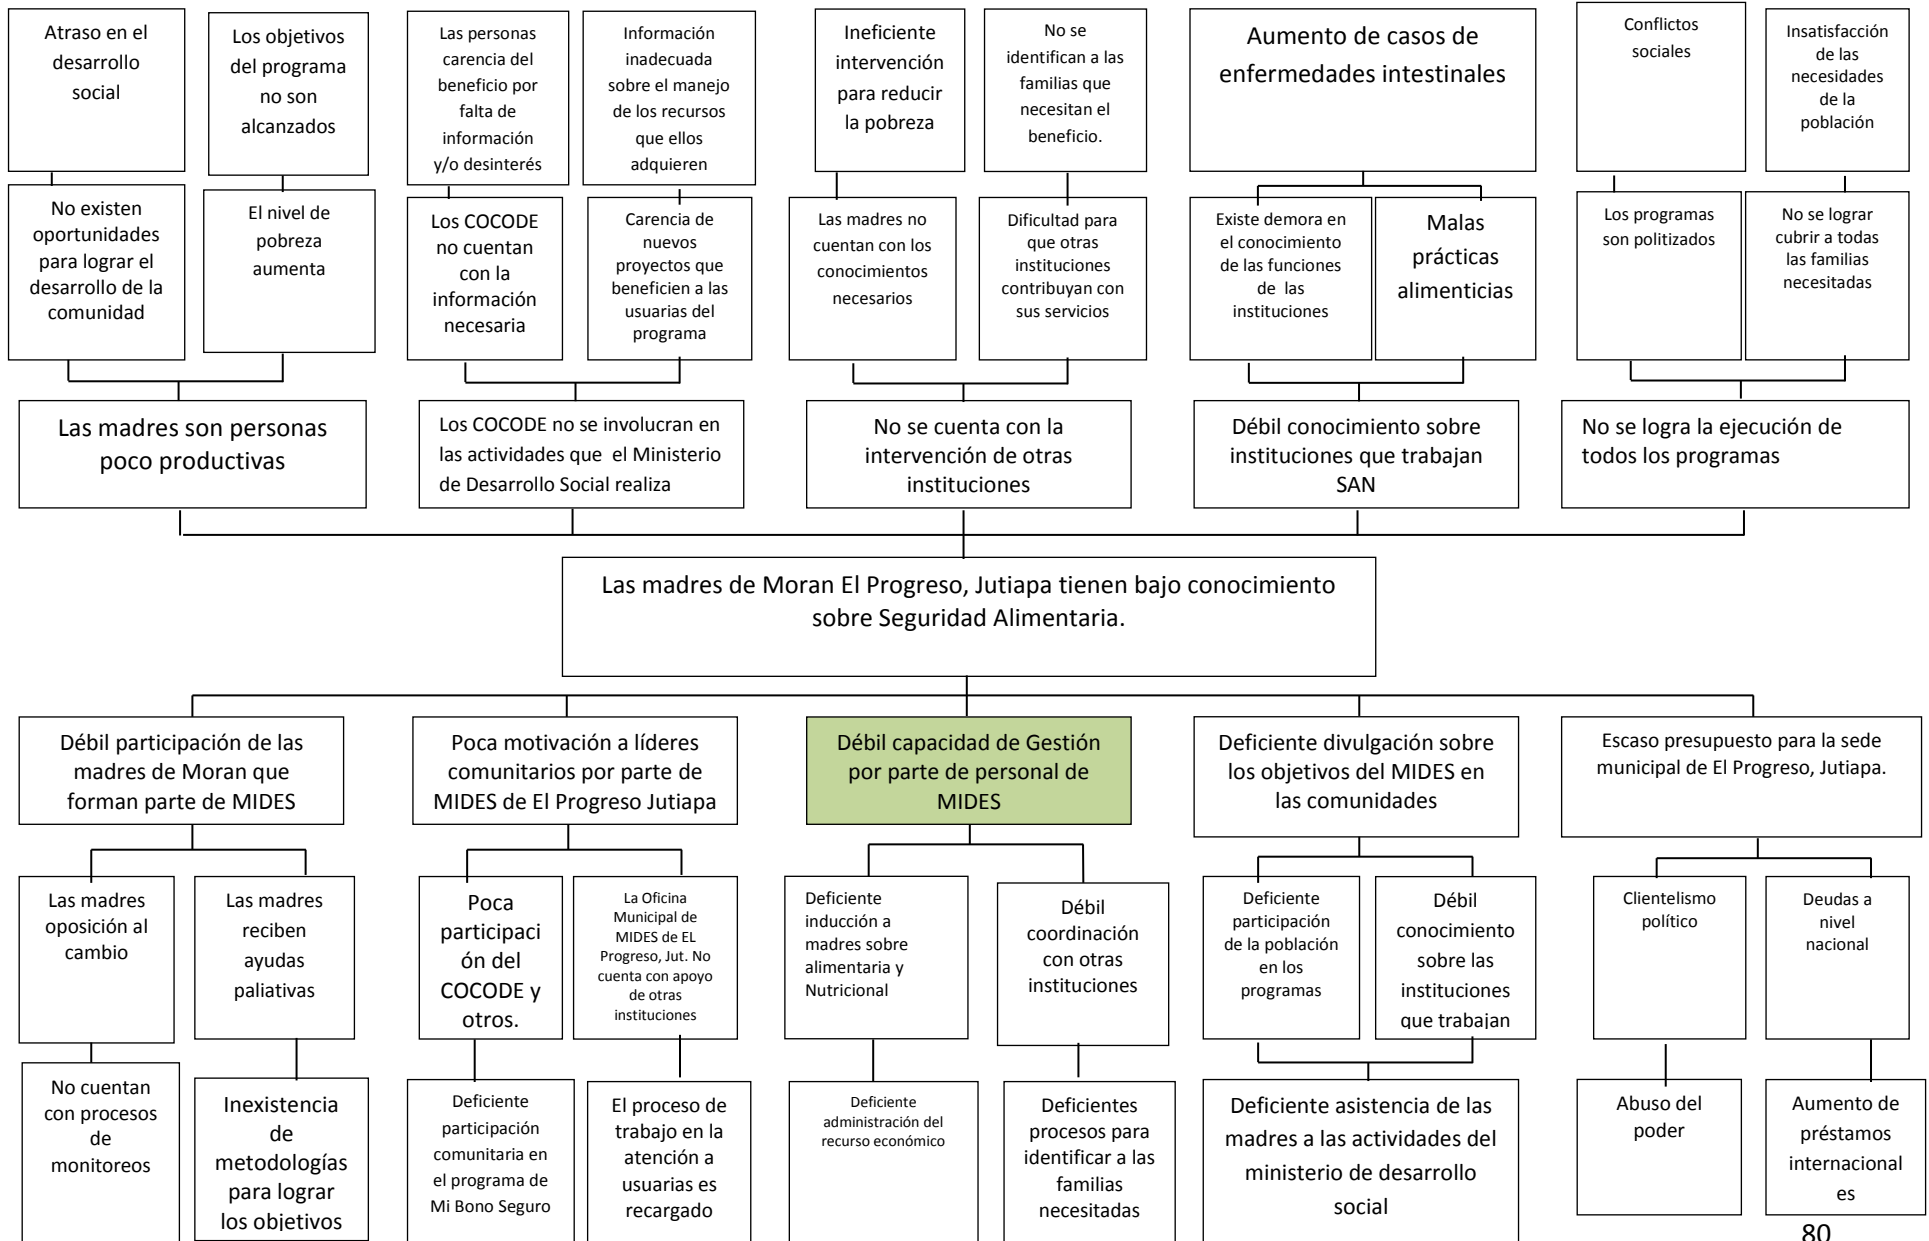 Atraso en el
desarrollo
social
Los objetivos
del programa
no son
alcanzados
Las personas
carencia del
beneficio por
falta de
información
y/o desinterés
Información
inadecuada
sobre el manejo
de los recursos
que ellos
adquieren
Ineficiente
intervención
para reducir
la pobreza
No se
identifican a las
familias que
necesitan el
beneficio.
Aumento de casos de
enfermedades intestinales
Conflictos
sociales
Insatisfacción
de las
necesidades
de la
población
No existen
oportunidades
para lograr el
desarrollo de la
comunidad
El nivel de
pobreza
aumenta
Los COCODE
no cuentan
con la
información
necesaria
Carencia de
nuevos
proyectos que
beneficien a las
usuarias del
programa
Las madres no
cuentan con los
conocimientos
necesarios
Dificultad para
que otras
instituciones
contribuyan con
sus servicios
Existe demora en
el conocimiento
de las funciones
de las
instituciones
Malas
prácticas
alimenticias
Los programas
son politizados
No se lograr
cubrir a todas
las familias
necesitadas
Las madres son personas
poco productivas
Los COCODE no se involucran en
las actividades que el Ministerio
de Desarrollo Social realiza
No se cuenta con la
intervención de otras
instituciones
Débil conocimiento sobre
instituciones que trabajan
SAN
No se logra la ejecución de
todos los programas
Las madres de Moran El Progreso, Jutiapa tienen bajo conocimiento
sobre Seguridad Alimentaria.
Débil participación de las
madres de Moran que
forman parte de MIDES
Poca motivación a líderes
comunitarios por parte de
MIDES de El Progreso Jutiapa
Débil capacidad de Gestión
por parte de personal de
MIDES
Deficiente divulgación sobre
los objetivos del MIDES en
las comunidades
Escaso presupuesto para la sede
municipal de El Progreso, Jutiapa.
Las madres
oposición al
cambio
Las madres
reciben
ayudas
paliativas
Poca
participaci
ón del
COCODE y
otros.
La Oficina
Municipal de
MIDES de EL
Progreso, Jut. No
cuenta con apoyo
de otras
instituciones
Deficiente
inducción a
madres sobre
alimentaria y
Nutricional
Débil
coordinación
con otras
instituciones
Deficiente
participación
de la población
en los
programas
Débil
conocimiento
sobre las
instituciones
que trabajan
Clientelismo
político
Deudas a
nivel
nacional
No cuentan
con procesos
de
monitoreos
Inexistencia
de
metodologías
para lograr
los objetivos
Deficiente
participación
comunitaria en
el programa de
Mi Bono Seguro
El proceso de
trabajo en la
atención a
usuarias es
recargado
Deficiente
administración del
recurso económico
Deficientes
procesos para
identificar a las
familias
necesitadas
Deficiente asistencia de las
madres a las actividades del
ministerio de desarrollo
social
Abuso del
poder
Aumento de
préstamos
internacional
es
80